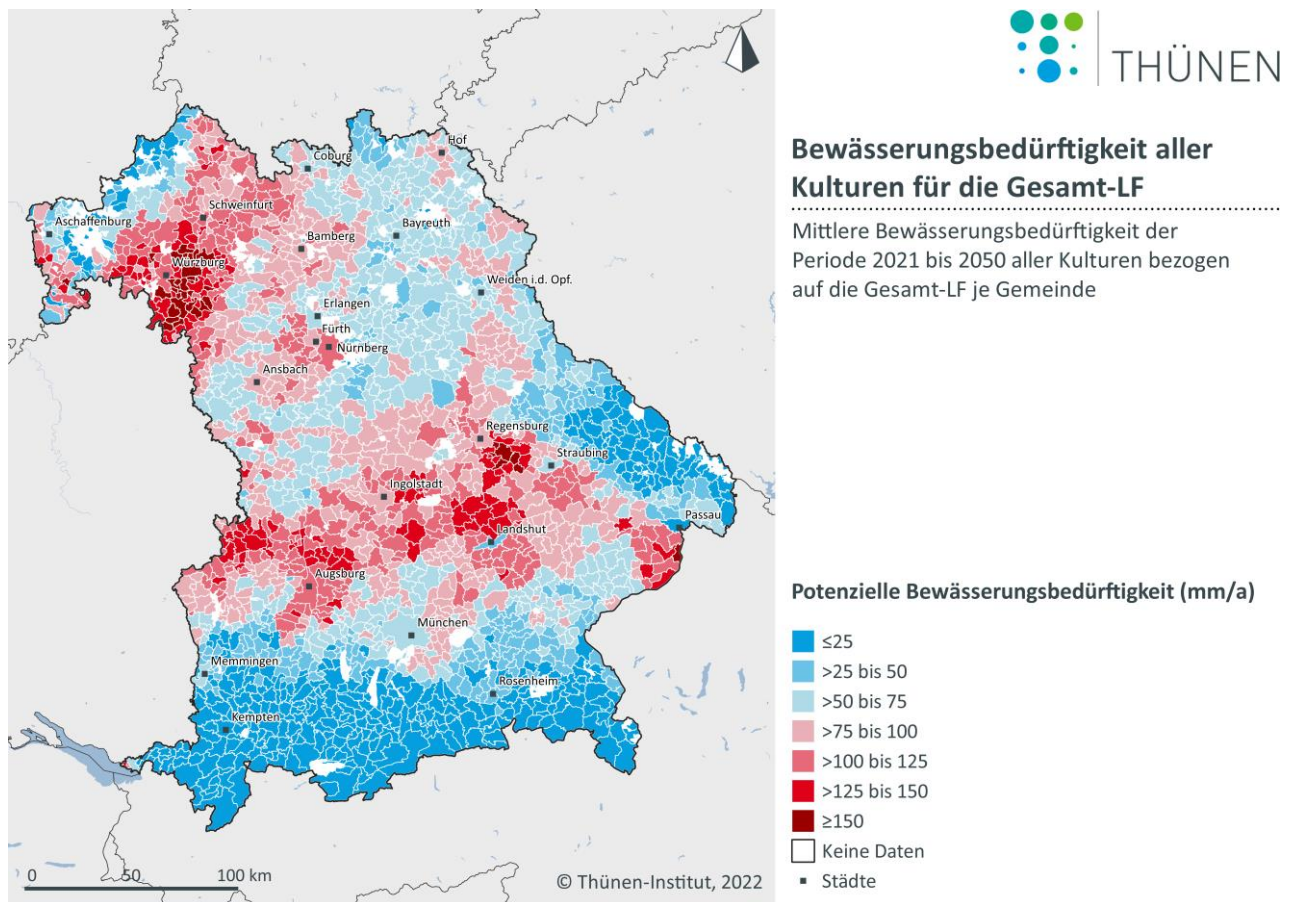 THÜNEN
Bewässerungsbedürftigkeit aller
Kulturen für die Gesamt-LF
Mittlere Bewässerungsbedürftigkeit der
Periode 2021 bis 2050 aller Kulturen bezogen
auf die Gesamt-LF je Gemeinde
Hof
Coburg
Schweinfurt
Aschaffenburg
Bayreuth
Bamberg
Würzburg
Weiden i.d. Opf.
Erlangen
Fürth
Nürnberg
Ansbach
Regensburg
Straubing
Ingolstadt
Passau
Landshut
Augsburg
München
Memmingen
Rosenheim
Kempten
0 50 100 km
© Thünen-Institut, 2022
Potenzielle Bewässerungsbedürftigkeit (mm/a)
≤25
>25 bis 50
>50 bis 75
>75 bis 100
>100 bis 125
>125 bis 150
≥150
Keine Daten
Städte